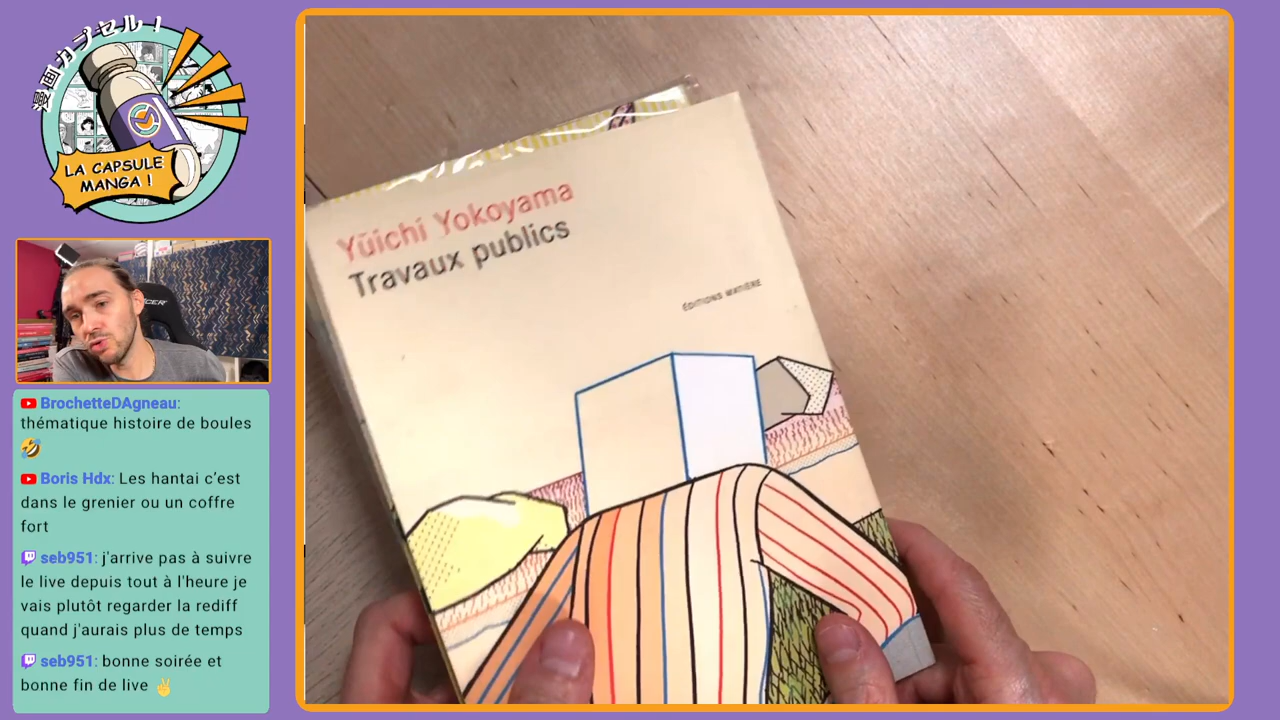 漫画カプセル！
LA CAPSULE
MANGA !
Yūichi Yokoyama
Travaux publics
ÉDITIONS MATIÈRE
BrochetteDAgneau:
thématique histoire de boules
🤣
Boris Hdx: Les hantai c’est
dans le grenier ou un coffre
fort
seb951: j'arrive pas à suivre
le live depuis tout à l'heure je
vais plutôt regarder la rediff
quand j'aurais plus de temps
seb951: bonne soirée et
bonne fin de live ✌️